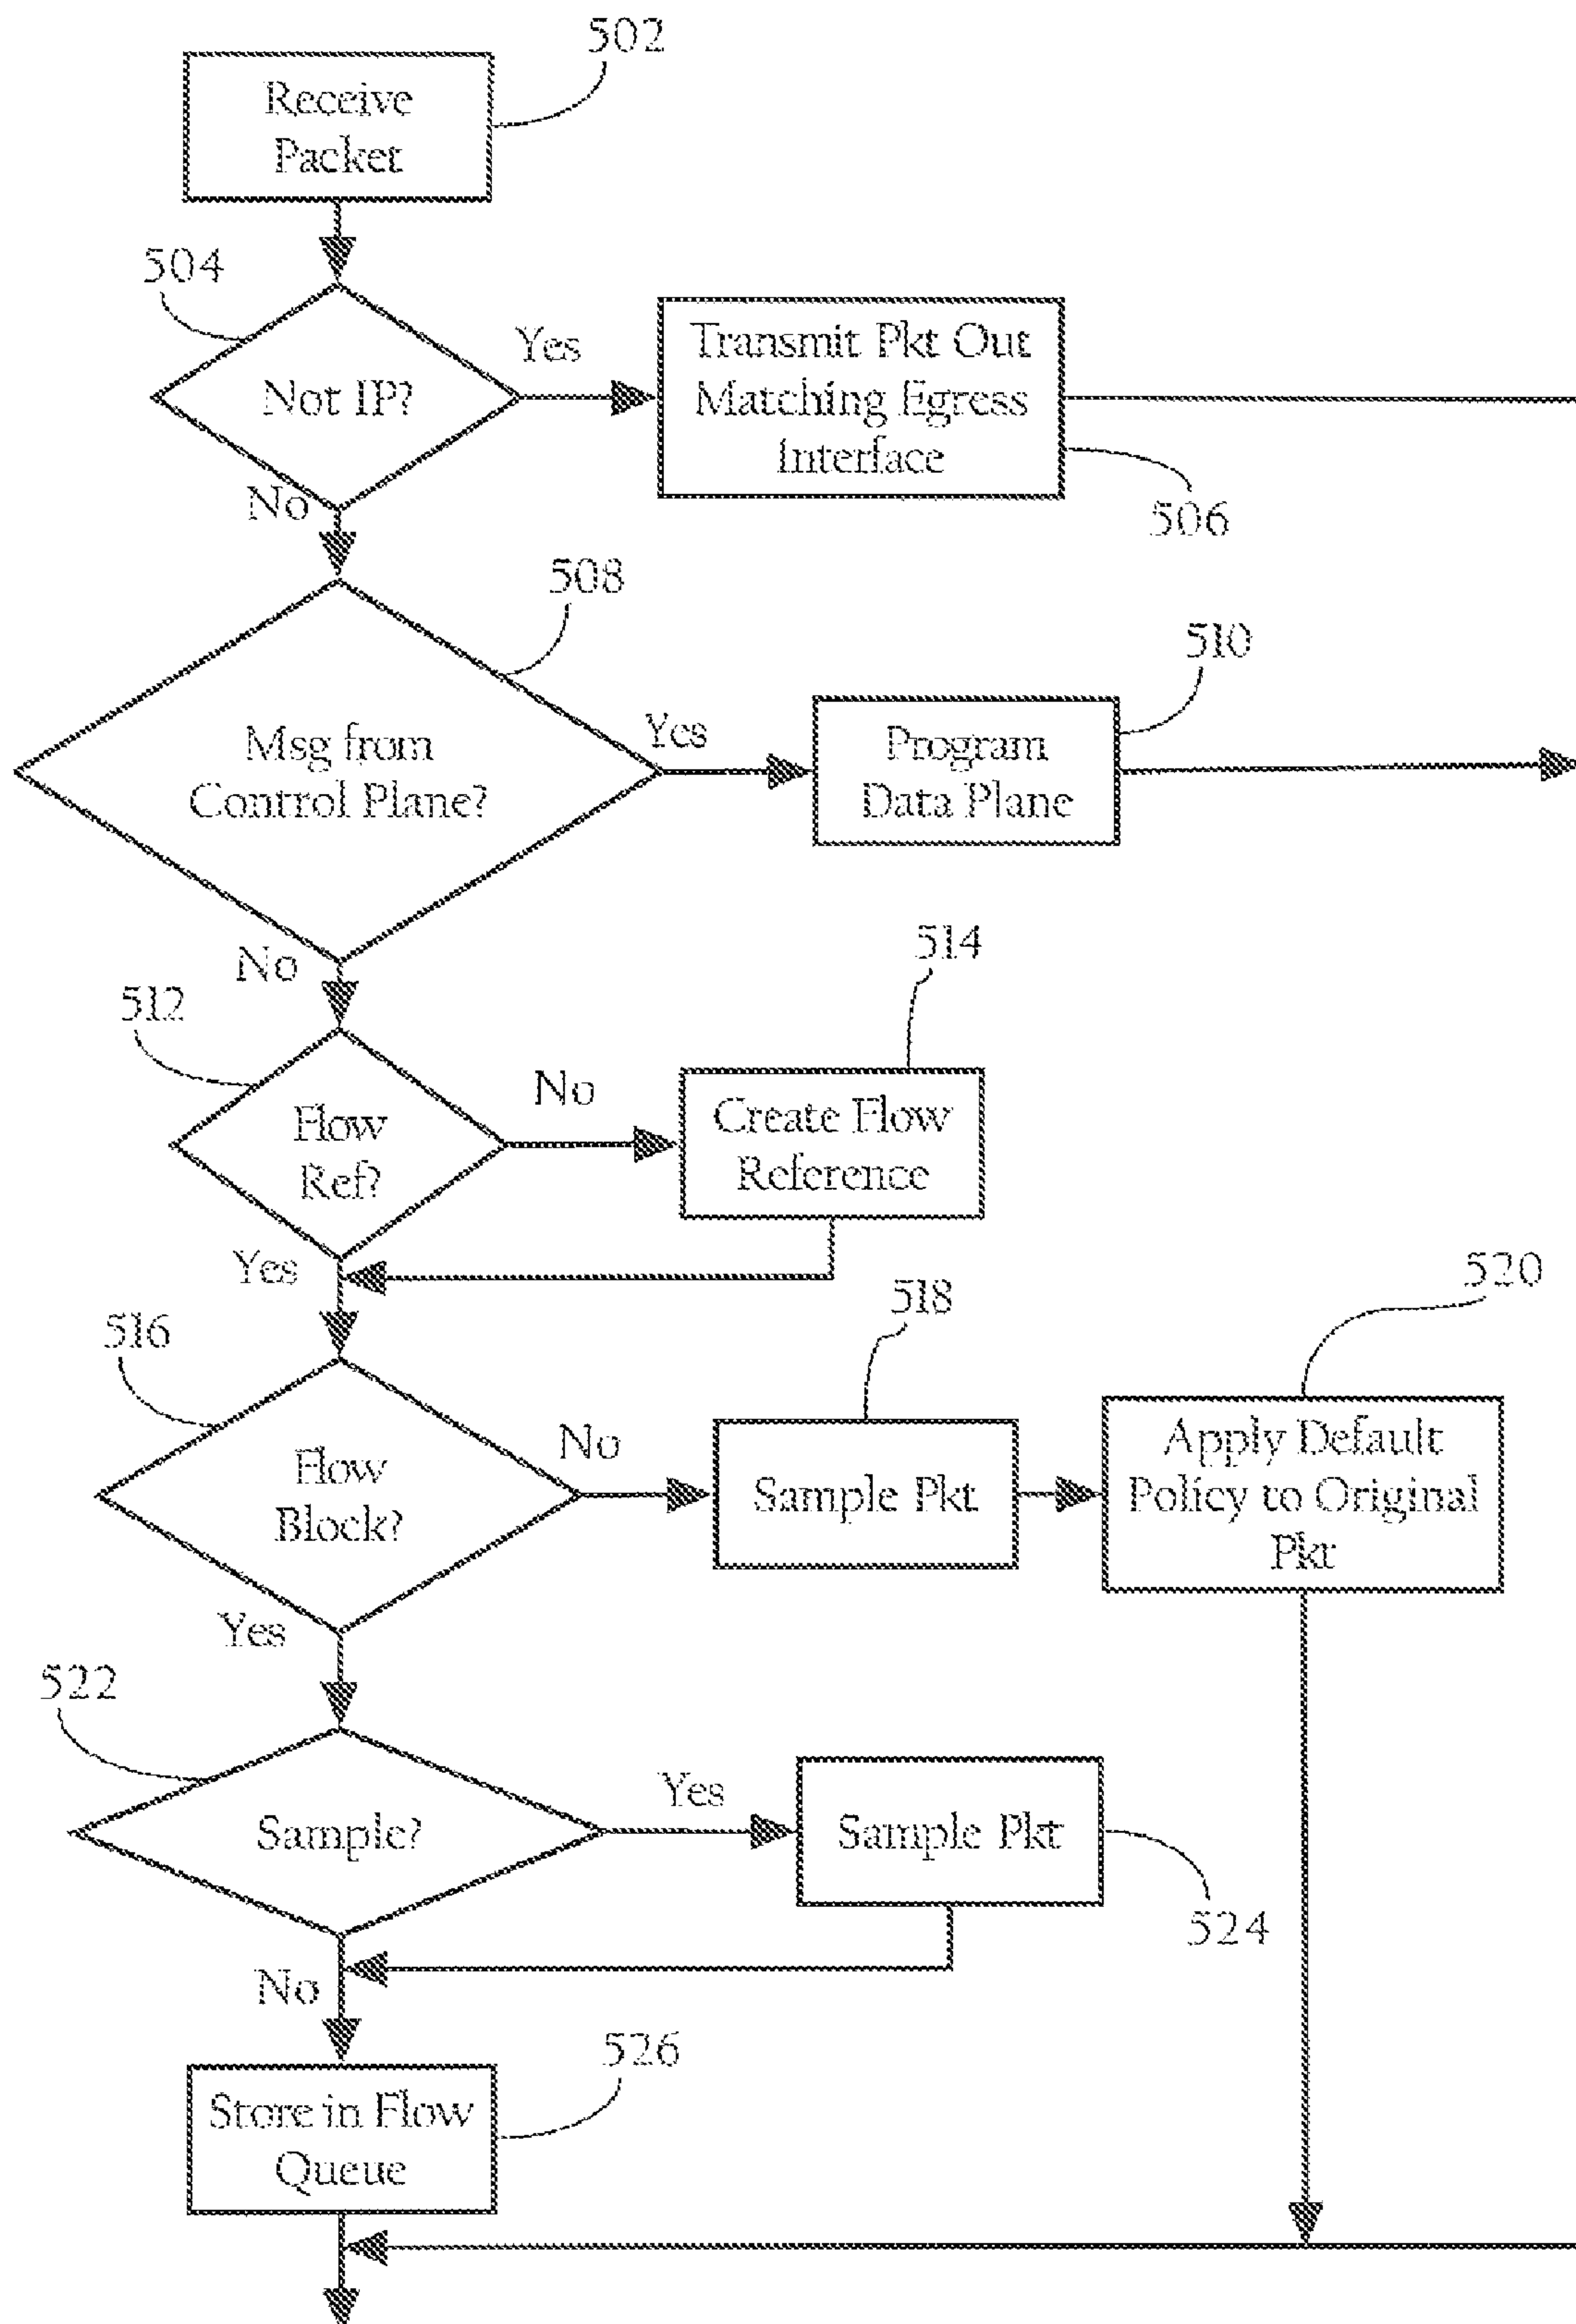 502
Receive
Packet
504
Not IP?
Yes
Transmit Pkt Out
Matching Egress
Interface
No
506
508
Msg from
Control Plane?
Yes
510
Program
Data Plane
No
514
512
Flow
Ref?
No
Create Flow
Reference
Yes
520
518
516
Flow
Block?
No
Sample Pkt
Apply Default
Policy to Original
Pkt
Yes
522
Sample?
Yes
Sample Pkt
524
No
526
Store in Flow
Queue